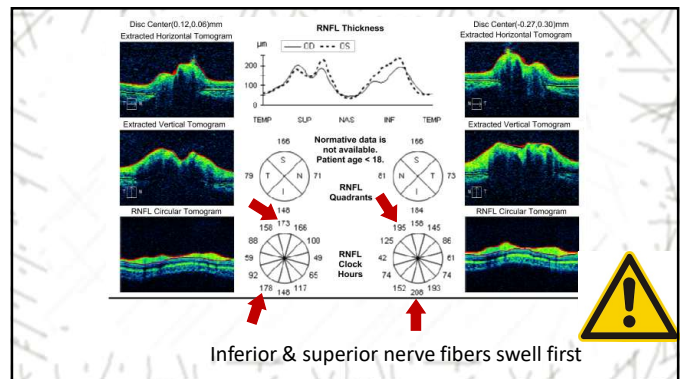 Disc Center(0.12,0.06)mm
Extracted Horizontal Tomogram
RNFL Thickness
Disc Center(-0.27,0.30)mm
Extracted Horizontal Tomogram
μm
OD OS
300
200
100
0
TEMP SUP NAS INF TEMP
Extracted Vertical Tomogram
Extracted Vertical Tomogram
Normative data is
not available.
Patient age < 18.
166
S
79 T N 71
I
148
RNFL
Quadrants
166
S
81 N T 73
I
184
RNFL Circular Tomogram
RNFL Circular Tomogram
173
158 166
88 100
59 49
92 65
178 117
148
RNFL
Clock
Hours
158
195 145
125 86
42 61
74 74
152 193
208
Inferior & superior nerve fibers swell first